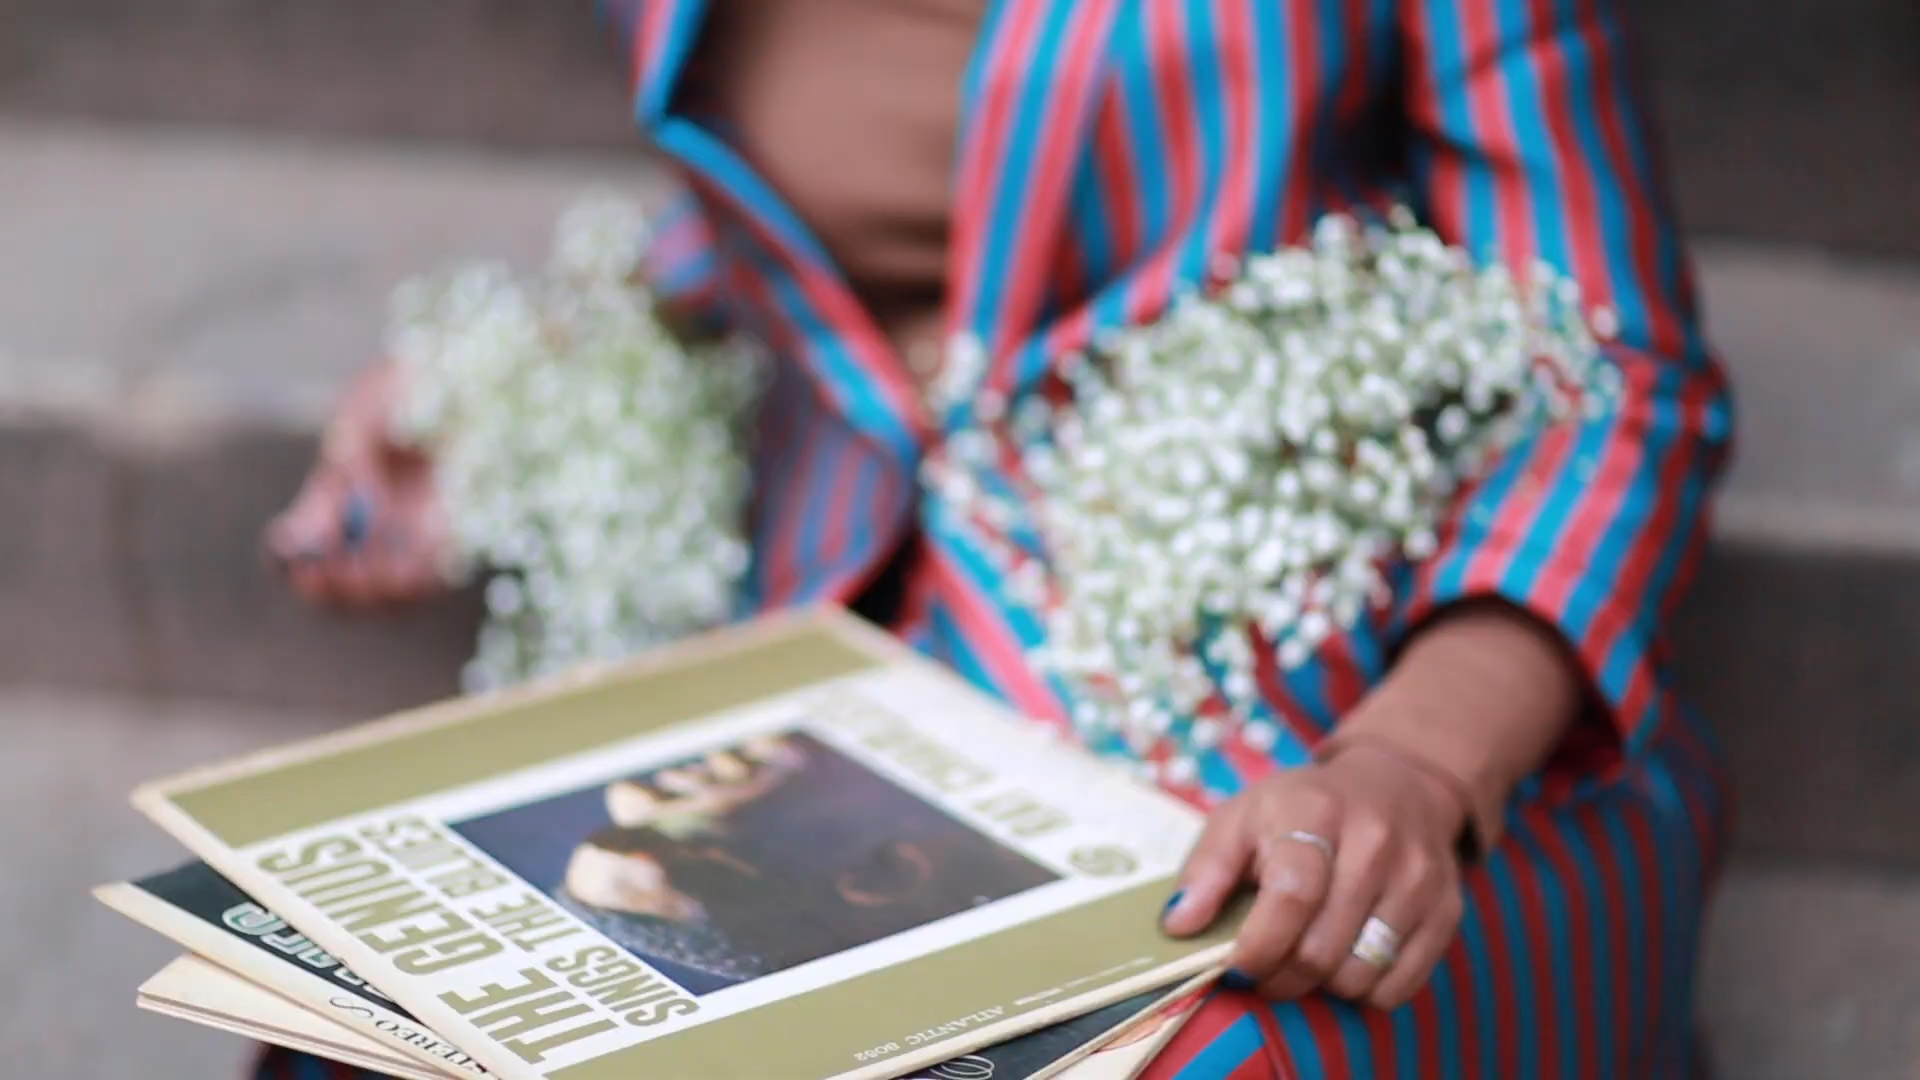 THE GENIUS
SINGS THE BLUES
RAY CHARLES
ATLANTIC 8052
STEREO